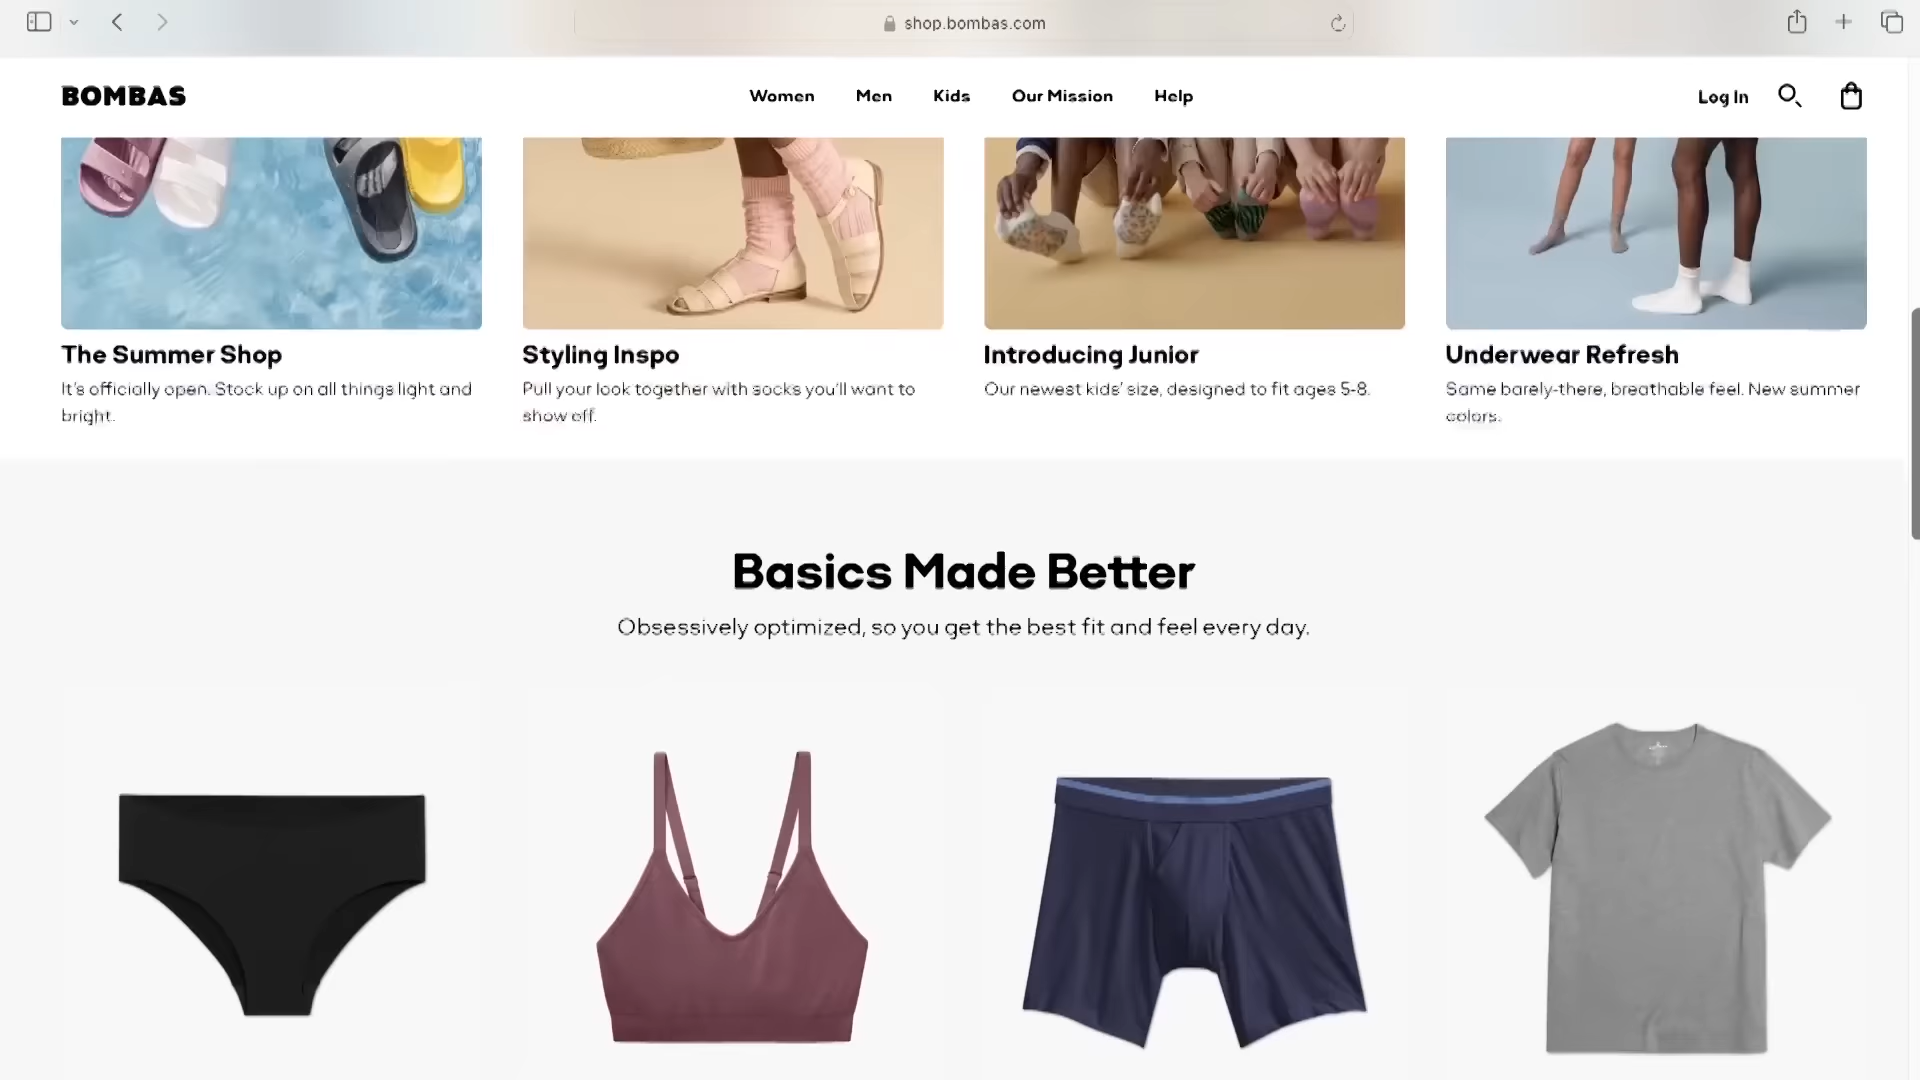 shop.bombas.com
BOMBAS
Women Men Kids Our Mission Help
Log In
The Summer Shop
It's officially open. Stock up on all things light and
bright.
Styling Inspo
Pull your look together with socks you'll want to
show off.
Introducing Junior
Our newest kids' size, designed to fit ages 5-8.
Underwear Refresh
Same barely-there, breathable feel. New summer
colors.
Basics Made Better
Obsessively optimized, so you get the best fit and feel every day.